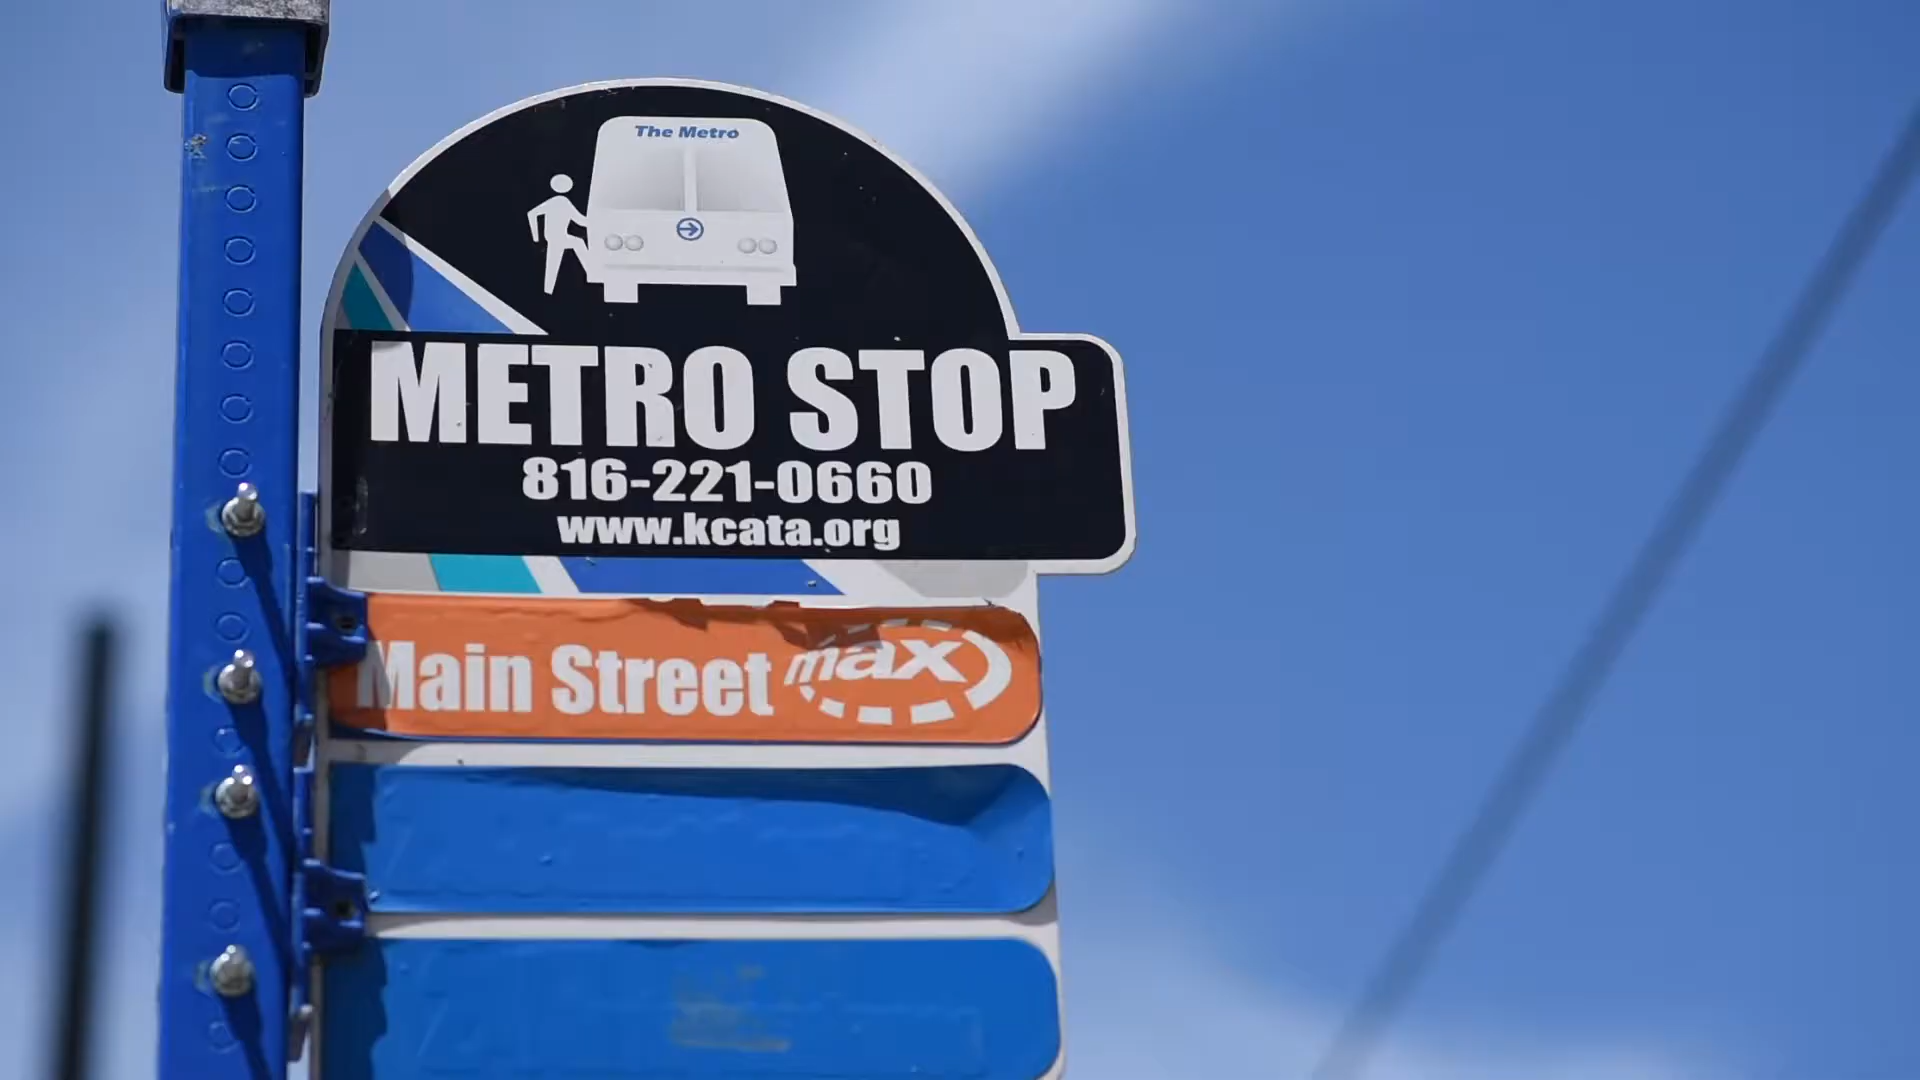 The Metro
METRO STOP
816-221-0660
www.kcata.org
Main Street max